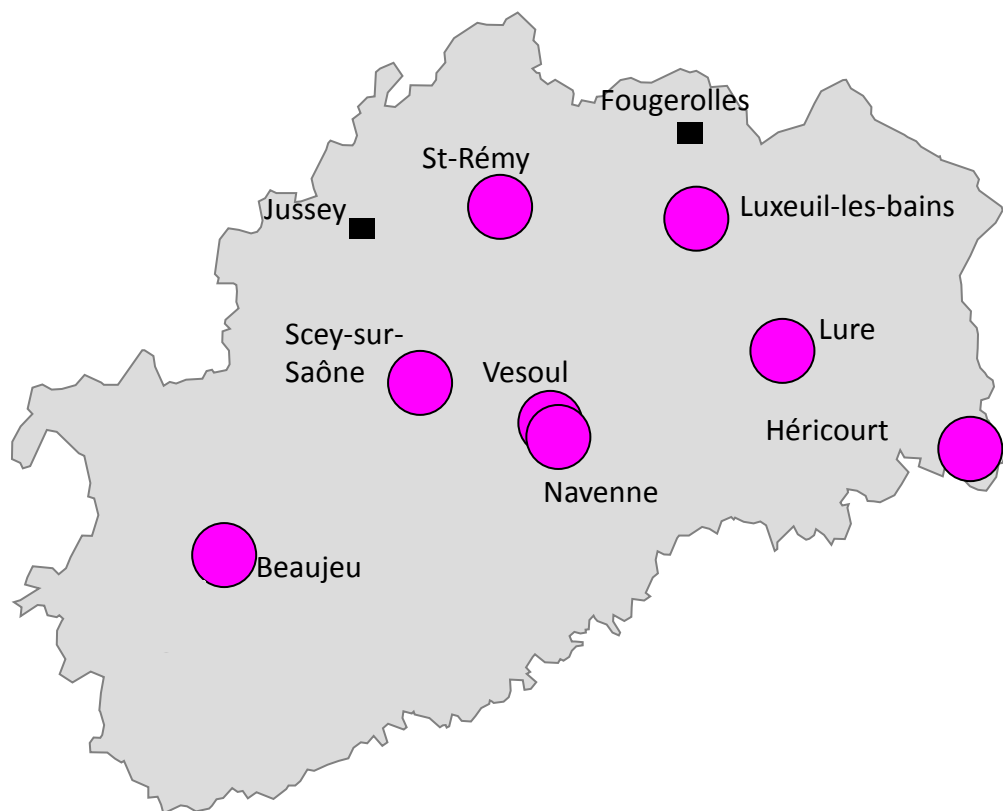 Fougerolles
St-Rémy
Jussey
Luxeuil-les-bains
Scey-sur-
Saône
Vesoul
Lure
Héricourt
Navenne
Beaujeu